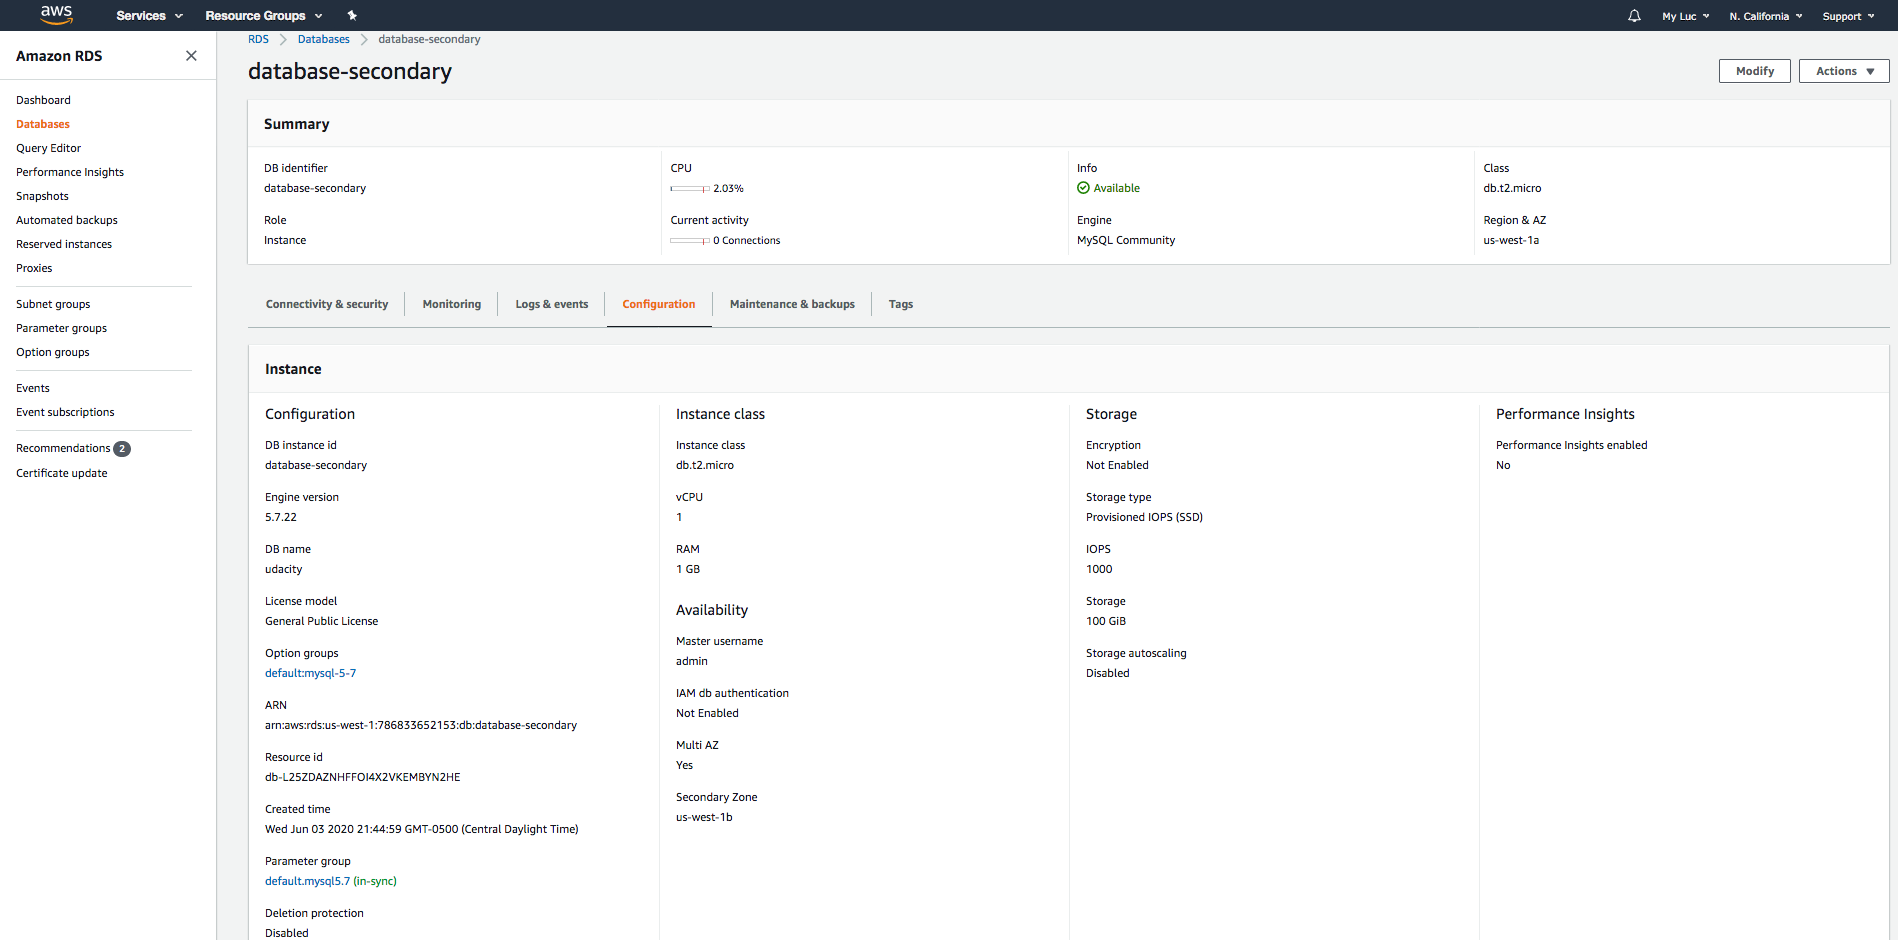 aws Services Resource Groups My Luc N. California Support
Amazon RDS
Dashboard
Databases
Query Editor
Performance Insights
Snapshots
Automated backups
Reserved instances
Proxies
Subnet groups
Parameter groups
Option groups
Events
Event subscriptions
Recommendations 2
Certificate update
RDS Databases database-secondary
database-secondary
Modify Actions
Summary
DB identifier
database-secondary
Role
Instance
CPU
2.03%
Current activity
0 Connections
Info
Available
Engine
MySQL Community
Class
db.t2.micro
Region & AZ
us-west-1a
Connectivity & security Monitoring Logs & events Configuration Maintenance & backups Tags
Instance
Configuration
DB instance id
database-secondary
Engine version
5.7.22
DB name
udacity
License model
General Public License
Option groups
default:mysql-5-7
ARN
arn:aws:rds:us-west-1:786833652153:db:database-secondary
Resource id
db-L25ZDAZNHFFOI4X2VKEMBYN2HE
Created time
Wed Jun 03 2020 21:44:59 GMT-0500 (Central Daylight Time)
Parameter group
default.mysql5.7 (in-sync)
Deletion protection
Disabled
Instance class
Instance class
db.t2.micro
vCPU
1
RAM
1 GB
Availability
Master username
admin
IAM db authentication
Not Enabled
Multi AZ
Yes
Secondary Zone
us-west-1b
Storage
Encryption
Not Enabled
Storage type
Provisioned IOPS (SSD)
IOPS
1000
Storage
100 GiB
Storage autoscaling
Disabled
Performance Insights
Performance Insights enabled
No